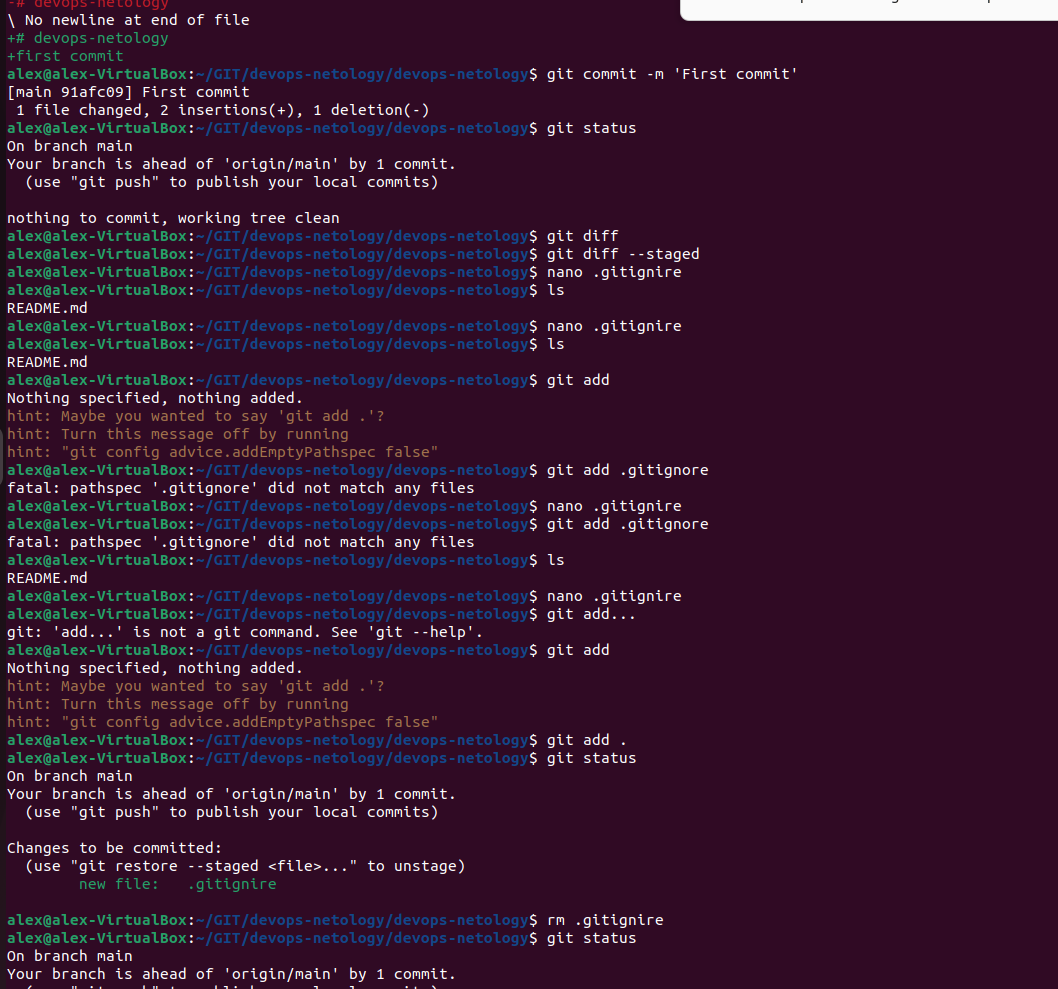 -# devops-netology
\ No newline at end of file
+# devops-netology
+first commit
alex@alex-VirtualBox:~/GIT/devops-netology/devops-netology$ git commit -m 'First commit'
[main 91afc09] First commit
 1 file changed, 2 insertions(+), 1 deletion(-)
alex@alex-VirtualBox:~/GIT/devops-netology/devops-netology$ git status
On branch main
Your branch is ahead of 'origin/main' by 1 commit.
  (use "git push" to publish your local commits)

nothing to commit, working tree clean
alex@alex-VirtualBox:~/GIT/devops-netology/devops-netology$ git diff
alex@alex-VirtualBox:~/GIT/devops-netology/devops-netology$ git diff --staged
alex@alex-VirtualBox:~/GIT/devops-netology/devops-netology$ nano .gitignire
alex@alex-VirtualBox:~/GIT/devops-netology/devops-netology$ ls
README.md
alex@alex-VirtualBox:~/GIT/devops-netology/devops-netology$ nano .gitignire
alex@alex-VirtualBox:~/GIT/devops-netology/devops-netology$ ls
README.md
alex@alex-VirtualBox:~/GIT/devops-netology/devops-netology$ git add
Nothing specified, nothing added.
hint: Maybe you wanted to say 'git add .'?
hint: Turn this message off by running
hint: "git config advice.addEmptyPathspec false"
alex@alex-VirtualBox:~/GIT/devops-netology/devops-netology$ git add .gitignore
fatal: pathspec '.gitignore' did not match any files
alex@alex-VirtualBox:~/GIT/devops-netology/devops-netology$ nano .gitignire
alex@alex-VirtualBox:~/GIT/devops-netology/devops-netology$ git add .gitignore
fatal: pathspec '.gitignore' did not match any files
alex@alex-VirtualBox:~/GIT/devops-netology/devops-netology$ ls
README.md
alex@alex-VirtualBox:~/GIT/devops-netology/devops-netology$ nano .gitignire
alex@alex-VirtualBox:~/GIT/devops-netology/devops-netology$ git add...
git: 'add...' is not a git command. See 'git --help'.
alex@alex-VirtualBox:~/GIT/devops-netology/devops-netology$ git add
Nothing specified, nothing added.
hint: Maybe you wanted to say 'git add .'?
hint: Turn this message off by running
hint: "git config advice.addEmptyPathspec false"
alex@alex-VirtualBox:~/GIT/devops-netology/devops-netology$ git add .
alex@alex-VirtualBox:~/GIT/devops-netology/devops-netology$ git status
On branch main
Your branch is ahead of 'origin/main' by 1 commit.
  (use "git push" to publish your local commits)

Changes to be committed:
  (use "git restore --staged <file>..." to unstage)
        new file:   .gitignire

alex@alex-VirtualBox:~/GIT/devops-netology/devops-netology$ rm .gitignire
alex@alex-VirtualBox:~/GIT/devops-netology/devops-netology$ git status
On branch main
Your branch is ahead of 'origin/main' by 1 commit.